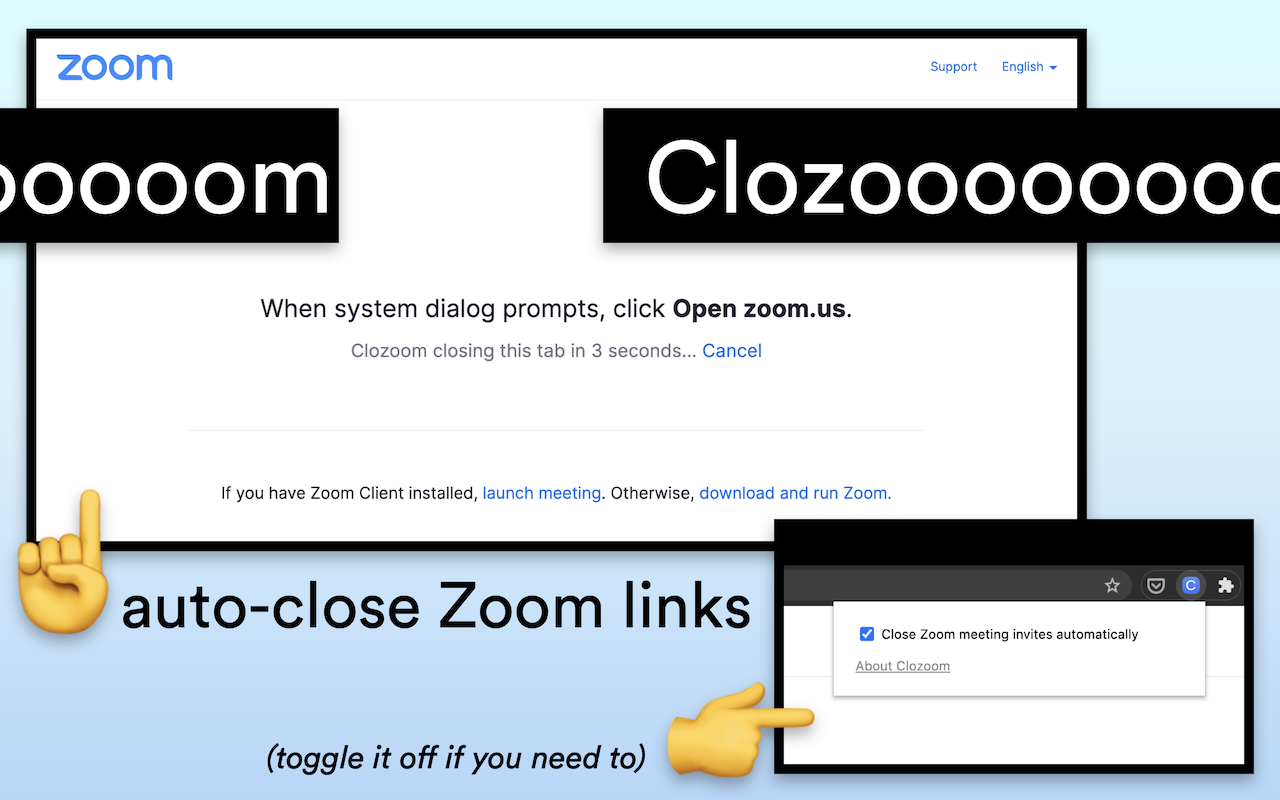 zoom
Support English
ooooom
Clozooooooooo
When system dialog prompts, click Open zoom.us.
Clozoom closing this tab in 3 seconds... Cancel
If you have Zoom Client installed, launch meeting. Otherwise, download and run Zoom.
auto-close Zoom links
C
Close Zoom meeting invites automatically
About Clozoom
(toggle it off if you need to)